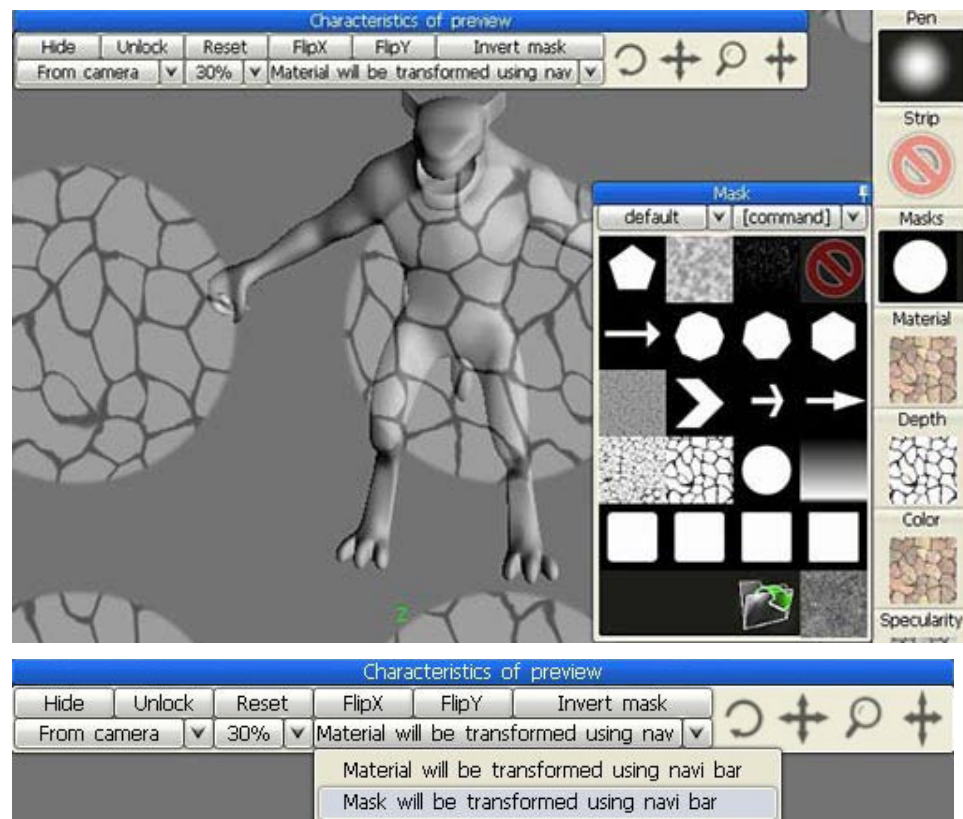 Characteristics of preview
Hide Unlock Reset FlipX FlipY Invert mask
From camera 30% Material will be transformed using nav
Pen
Strip
Masks
Material
Depth
Color
Specularity
Mask
default [command]
Z
Characteristics of preview
Hide Unlock Reset FlipX FlipY Invert mask
From camera 30% Material will be transformed using nav
Material will be transformed using navi bar
Mask will be transformed using navi bar